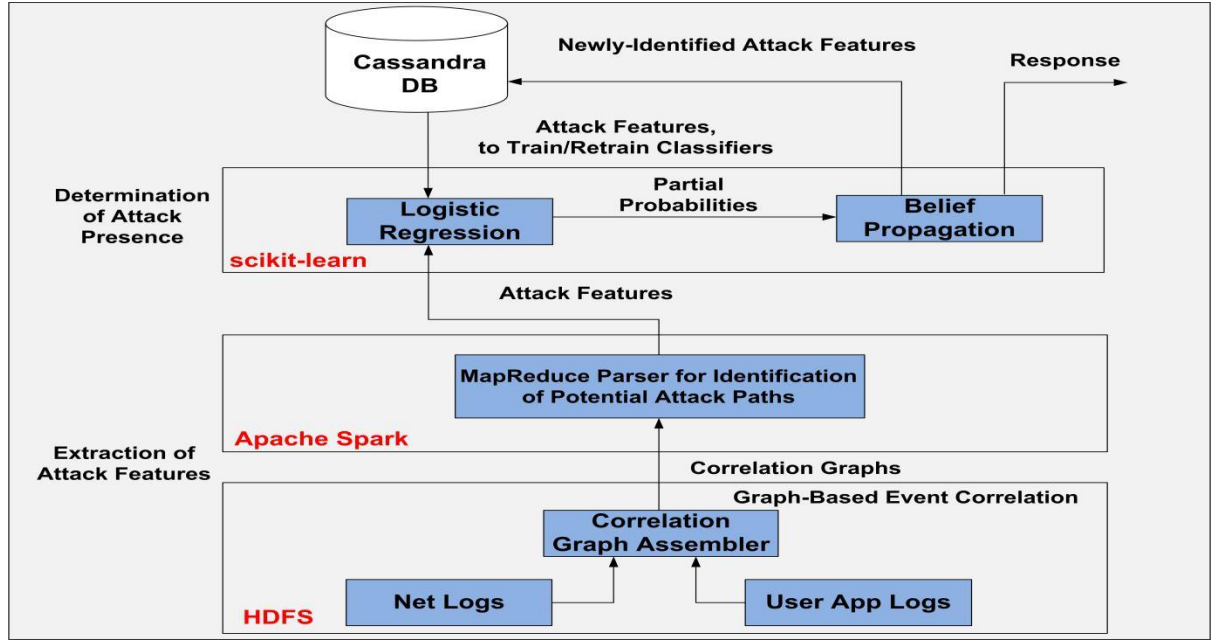 Cassandra
DB
Newly-Identified Attack Features
Response
Attack Features,
to Train/Retrain Classifiers
Determination
of Attack
Presence
Logistic
Regression
Partial
Probabilities
Belief
Propagation
scikit-learn
Attack Features
MapReduce Parser for Identification
of Potential Attack Paths
Apache Spark
Extraction of
Attack Features
Correlation Graphs
Graph-Based Event Correlation
Correlation
Graph Assembler
Net Logs
User App Logs
HDFS